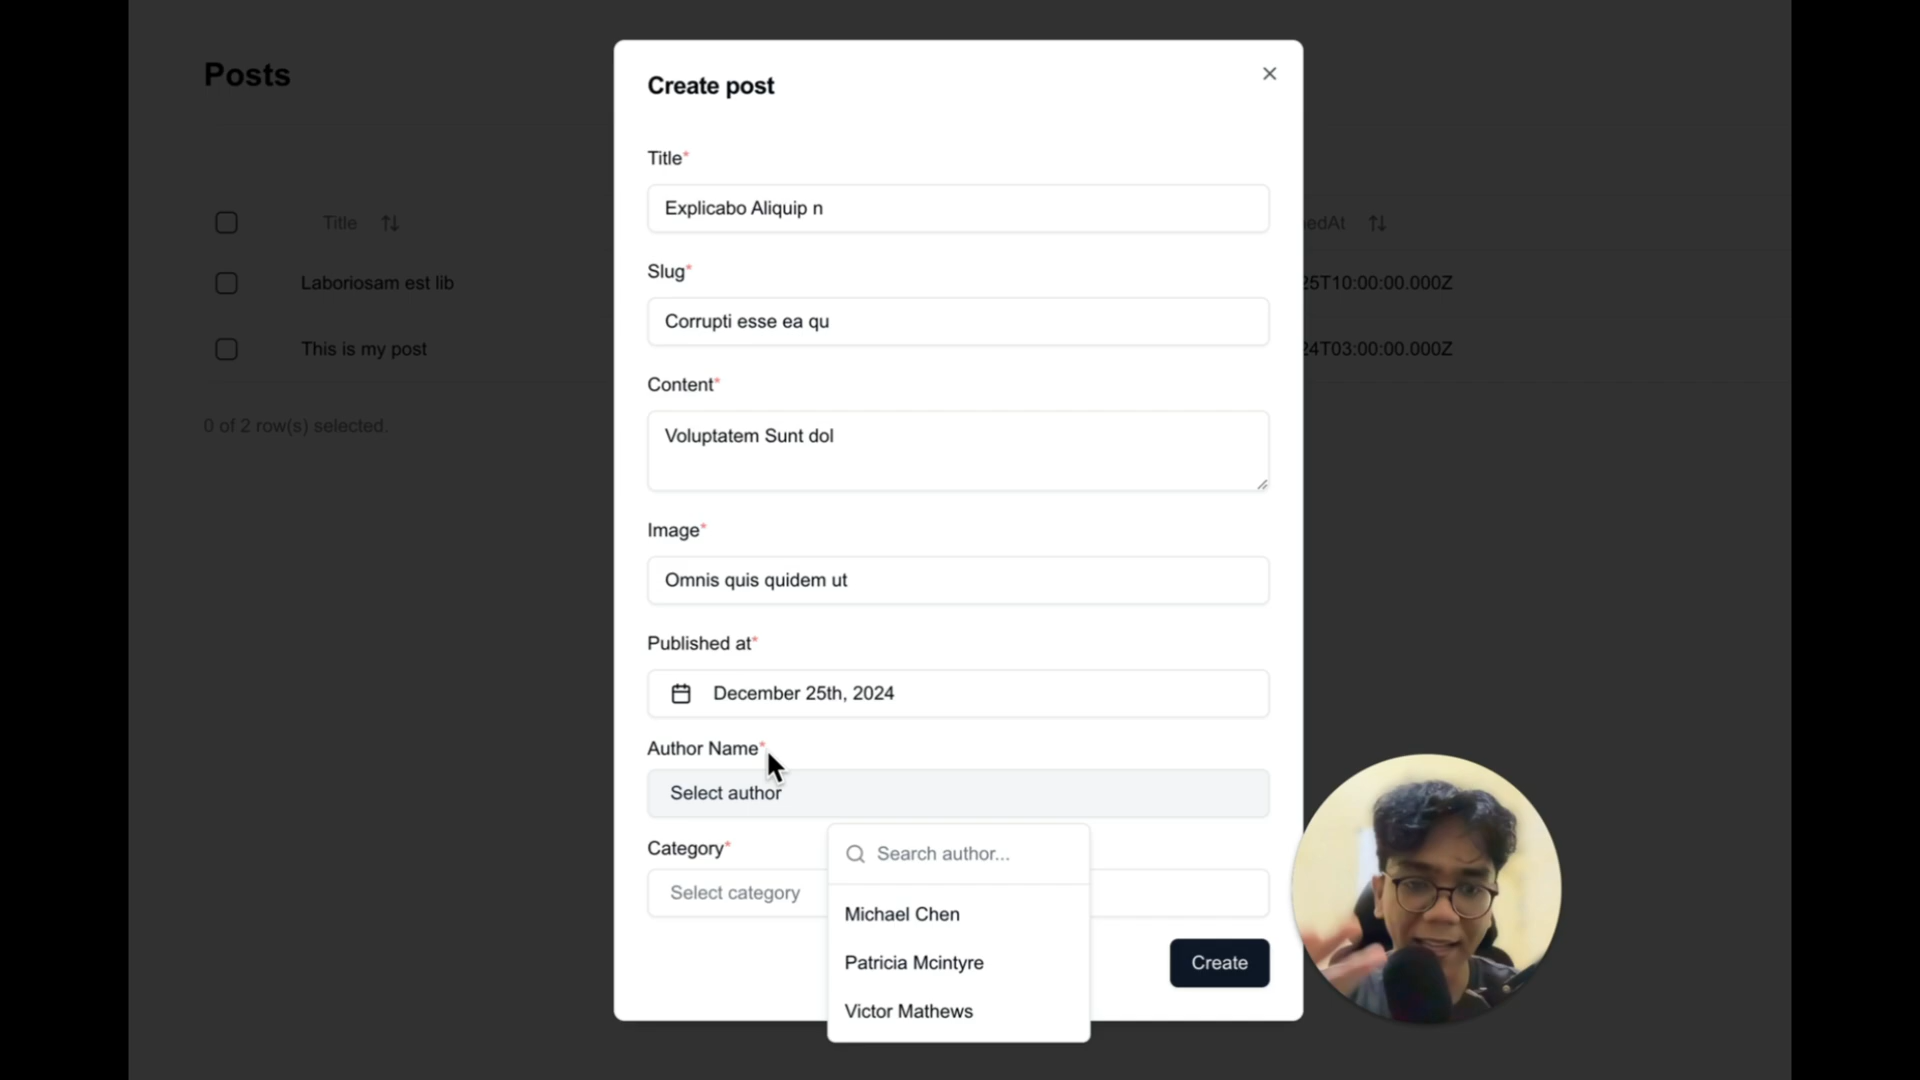 Posts
Create post
Title*
Explicabo Aliquip n
Slug*
Corrupti esse ea qu
Content*
Voluptatem Sunt dol
Image*
Omnis quis quidem ut
Published at*
December 25th, 2024
Author Name*
Select author
Search author...
Michael Chen
Patricia Mcintyre
Victor Mathews
Category*
Select category
Create
Title
Laboriosam est lib
This is my post
0 of 2 row(s) selected.
edAt
25T10:00:00.000Z
24T03:00:00.000Z